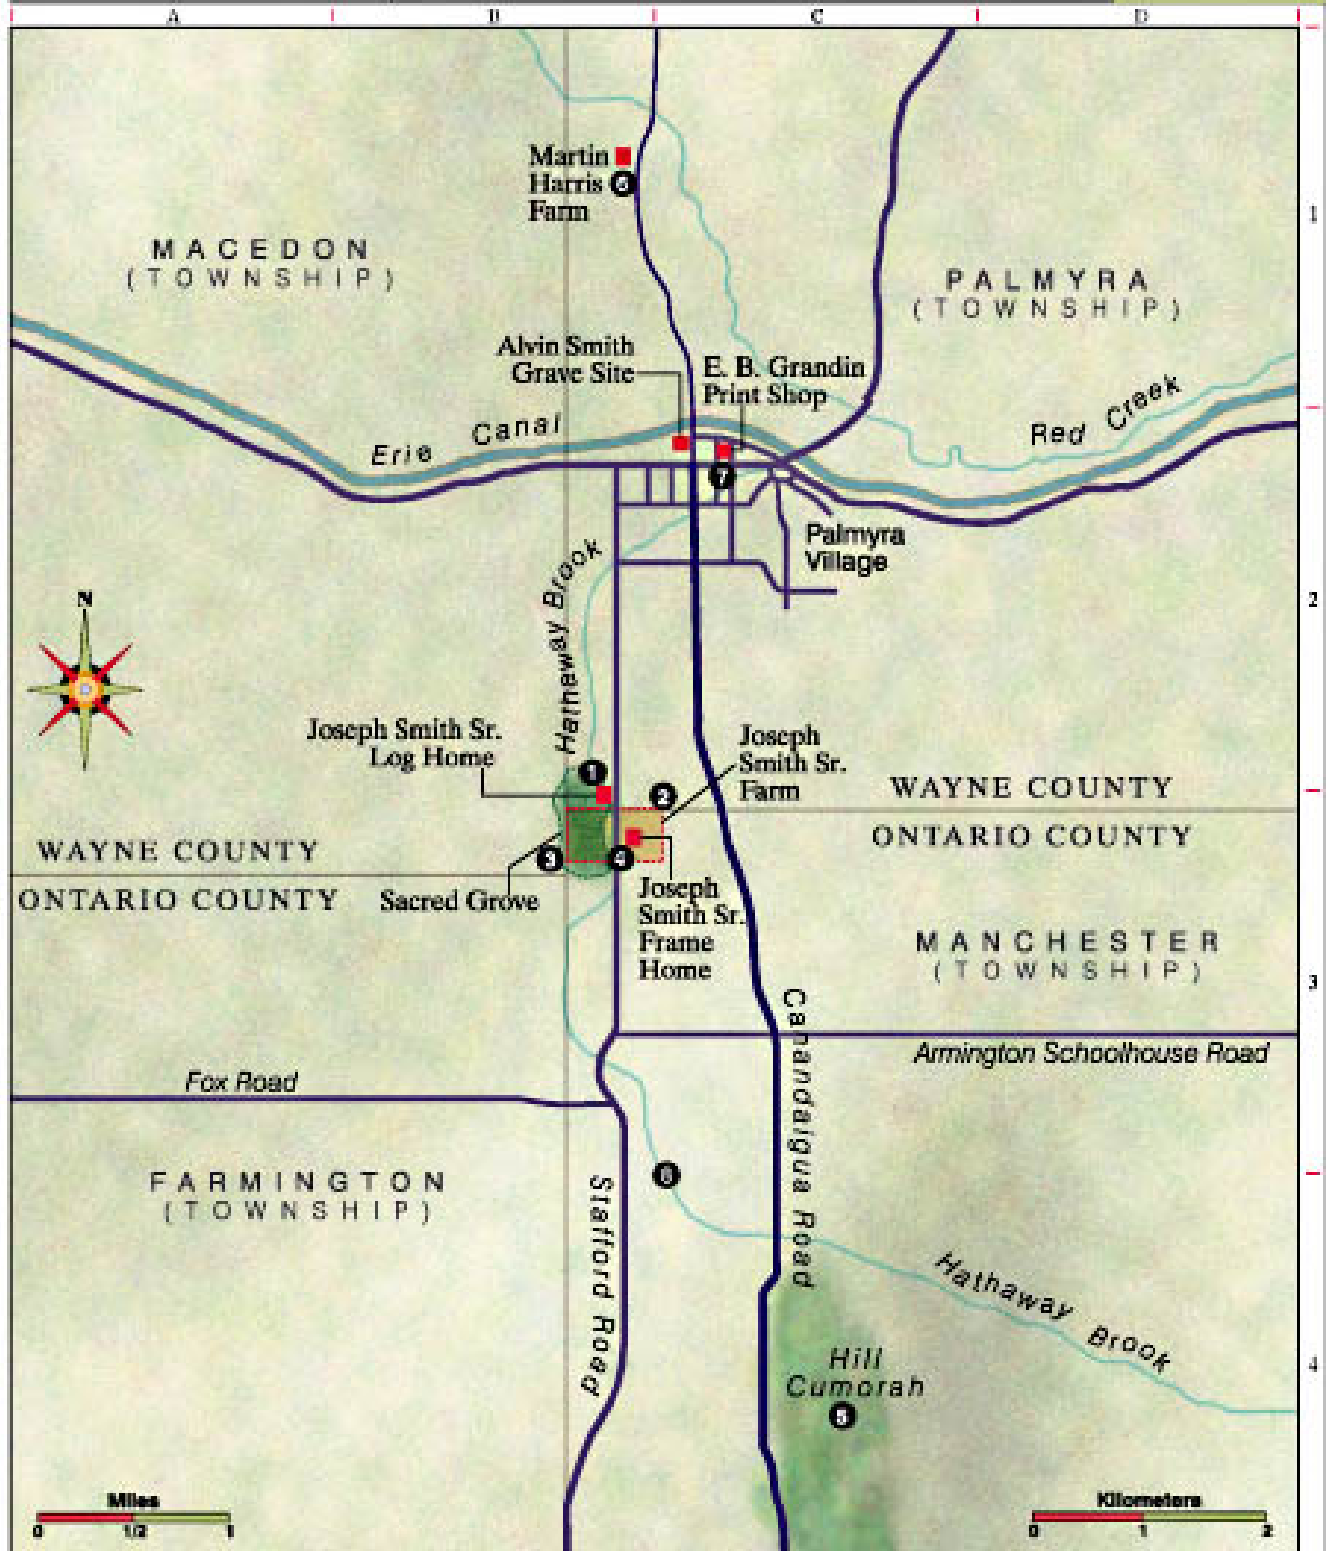 A B C D
Martin
Harris 6
Farm
1
MACEDON
(TOWNSHIP)
PALMYRA
(TOWNSHIP)
Alvin Smith
Grave Site
E. B. Grandin
Print Shop
Erie Canal
Red Creek
7
Palmyra
Village
Hathaway Brook
2
N
Joseph Smith Sr.
Log Home
1
2
Joseph
Smith Sr.
Farm
WAYNE COUNTY
ONTARIO COUNTY
WAYNE COUNTY
ONTARIO COUNTY
3
4
Sacred Grove
Joseph
Smith Sr.
Frame
Home
MANCHESTER
(TOWNSHIP)
3
Canandaigua Road
Armington Schoolhouse Road
Fox Road
FARMINGTON
(TOWNSHIP)
6
Stafford Road
Hathaway Brook
Hill
Cumorah
5
4
Miles
0 1/2 1
Kilometers
0 1 2